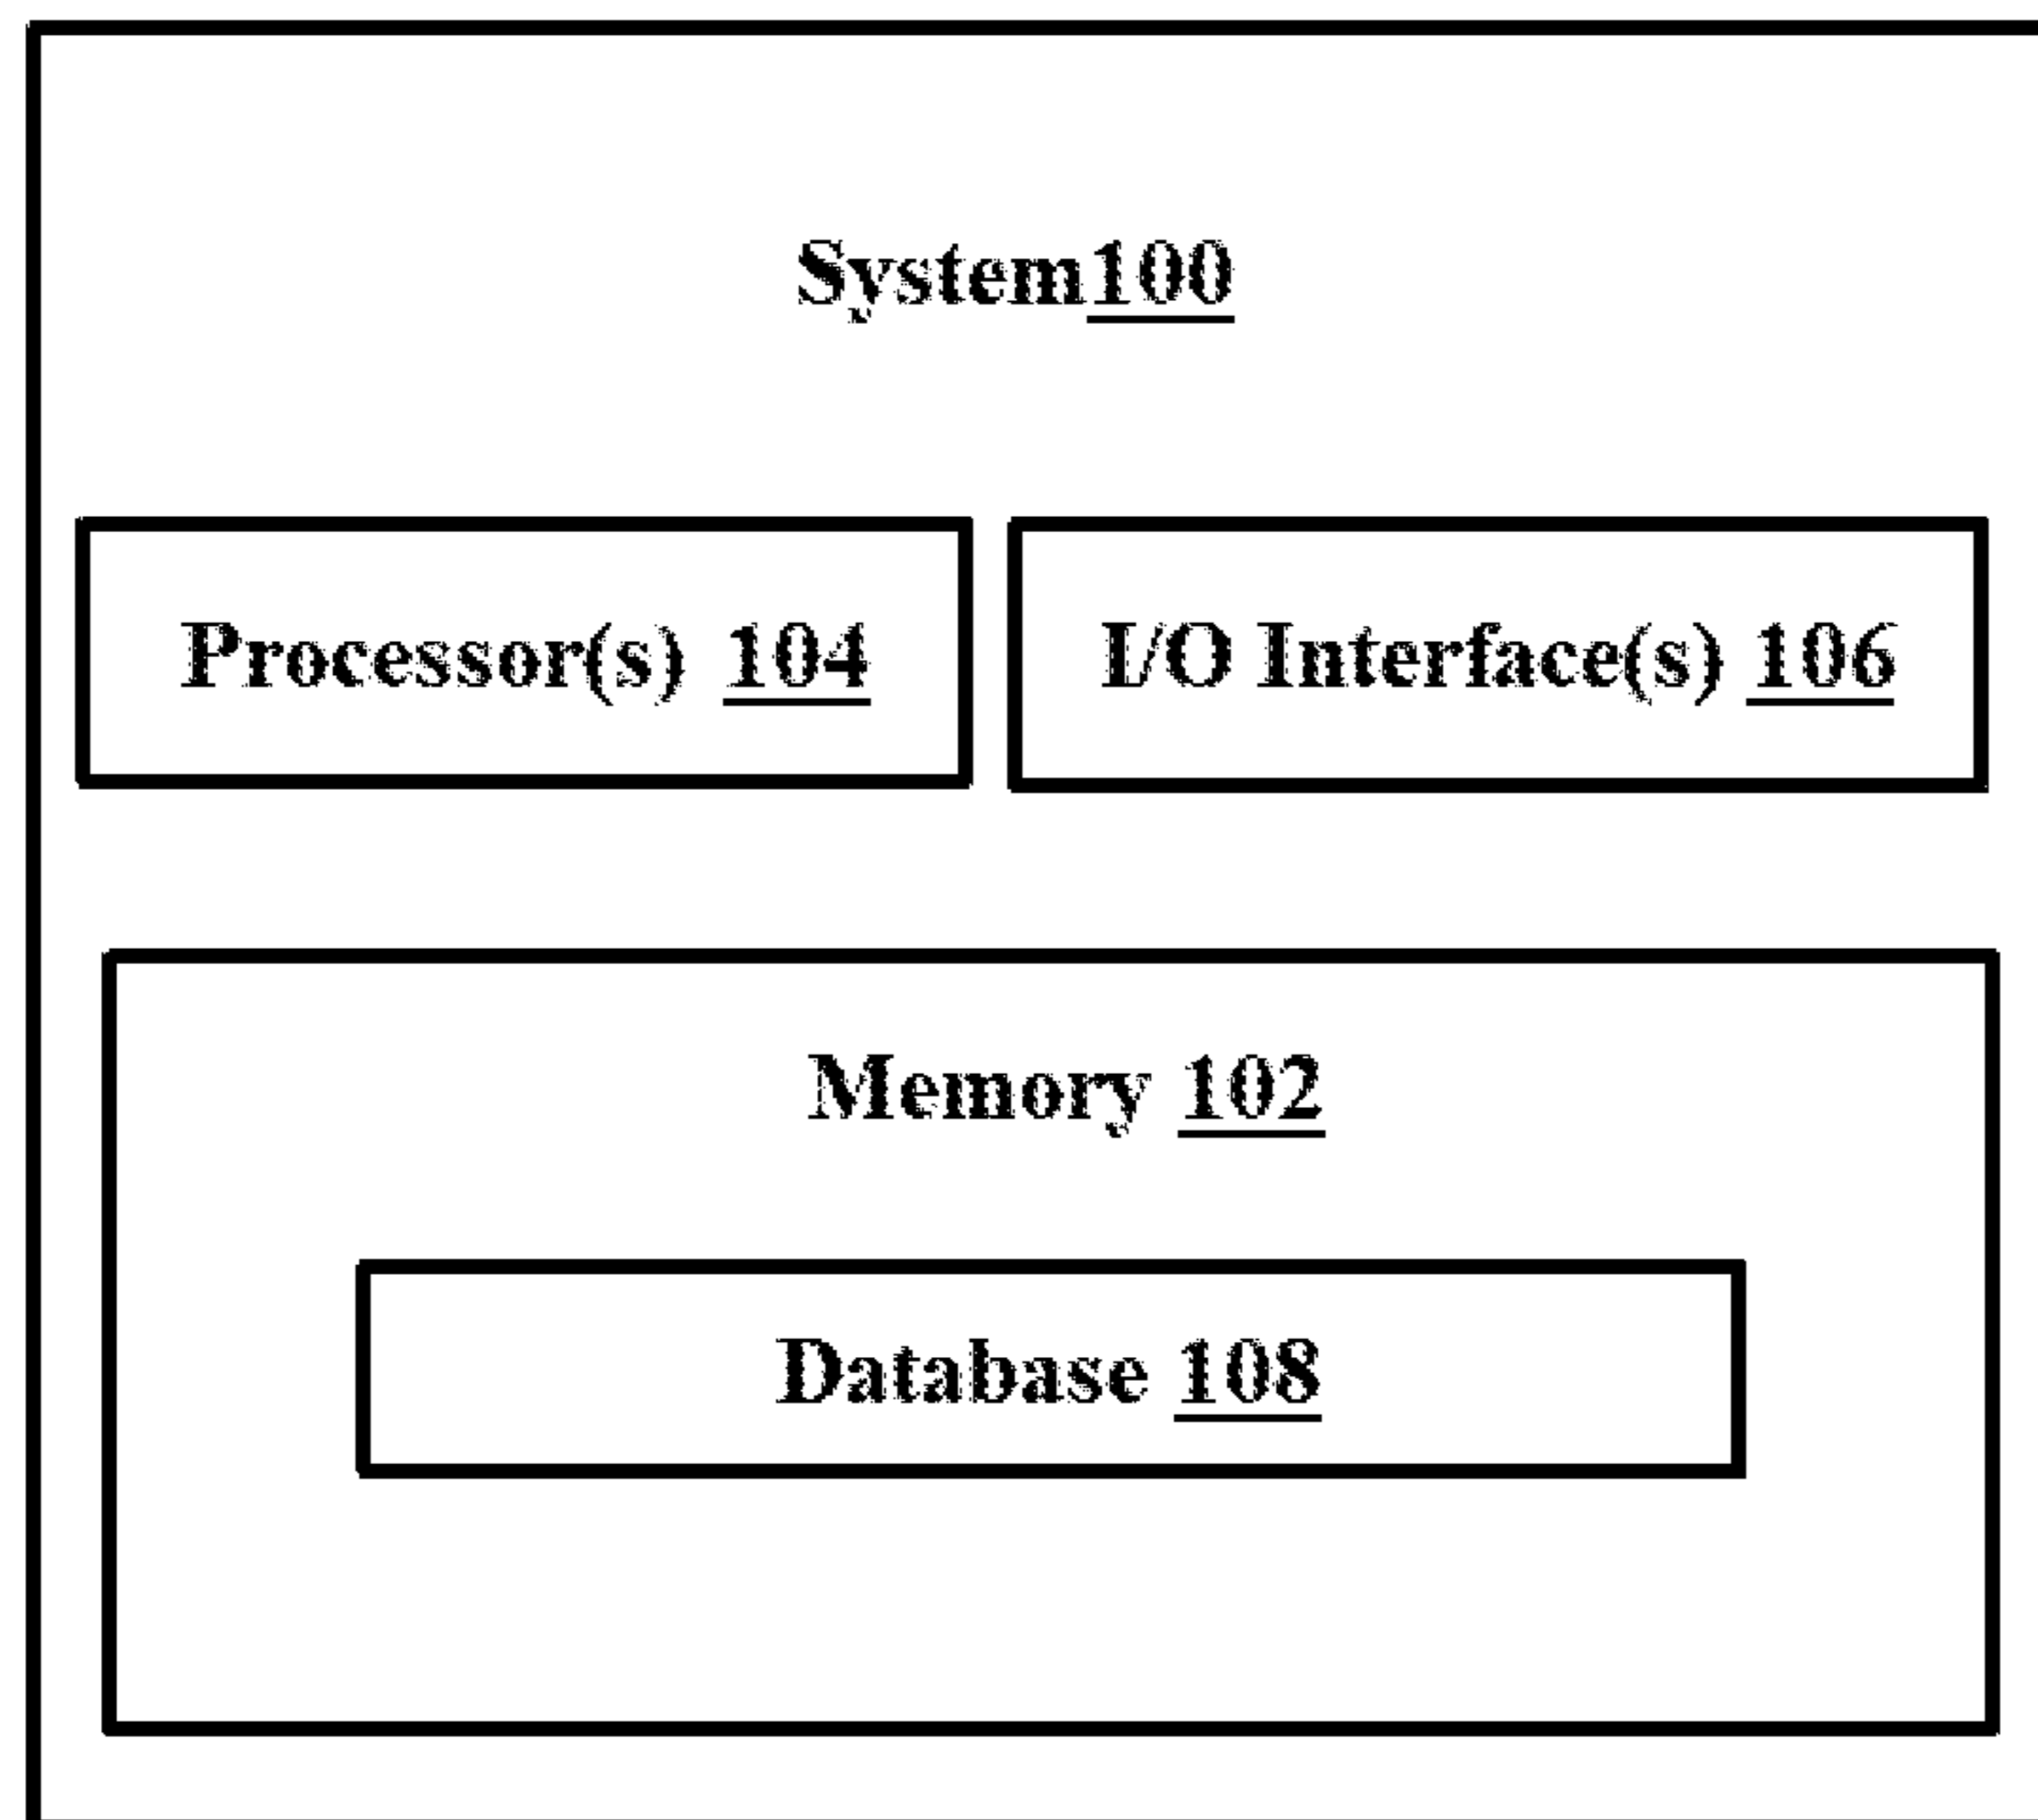 System100
Processor(s) 104
I/O Interface(s) 106
Memory 102
Database 108